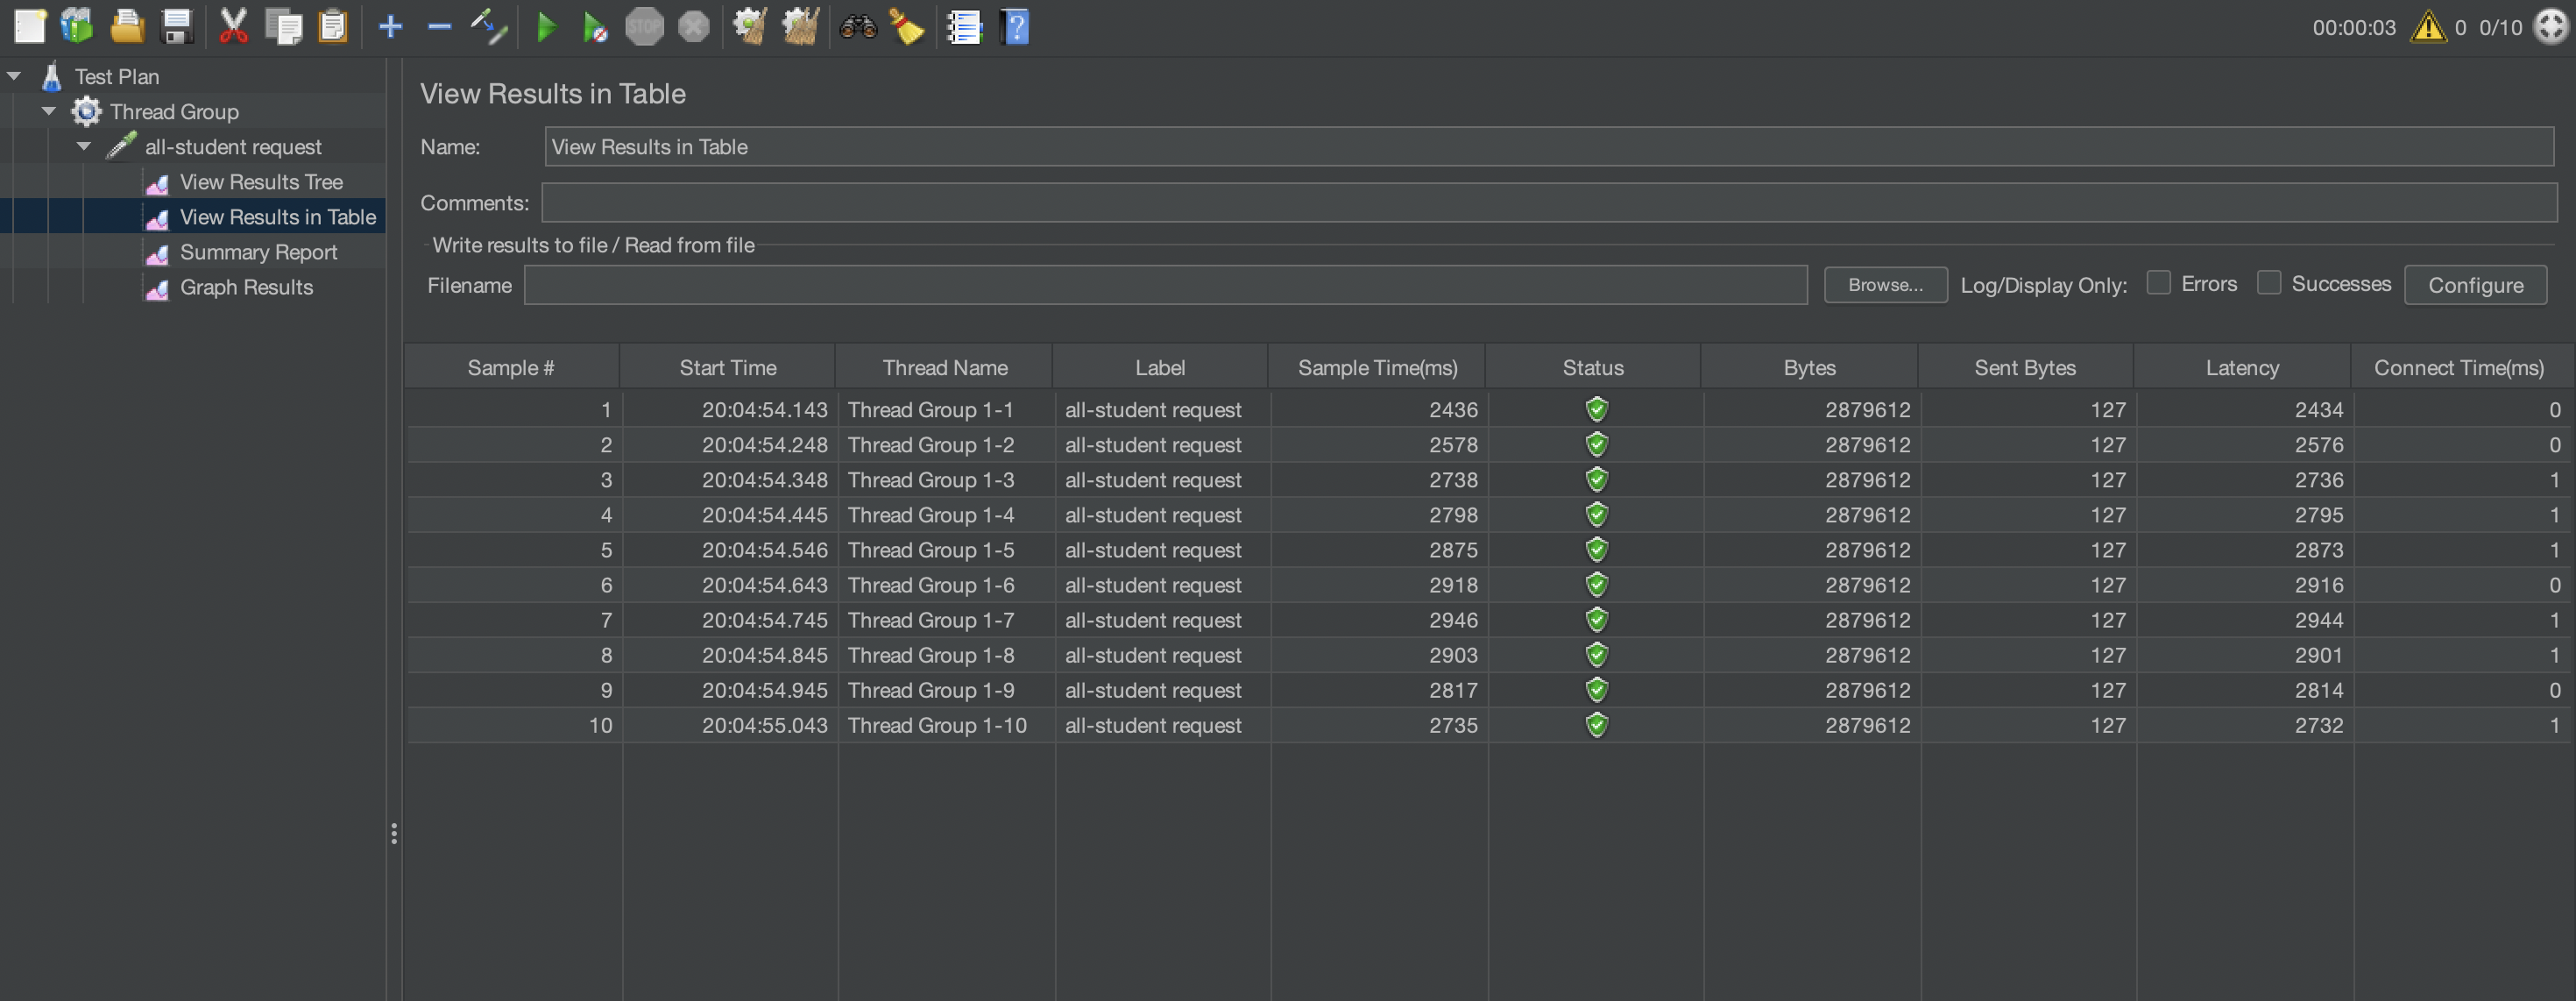 STOP
00:00:03 0 0/10
Test Plan
Thread Group
all-student request
View Results Tree
View Results in Table
Summary Report
Graph Results
View Results in Table
Name: View Results in Table
Comments:
Write results to file / Read from file
Filename Browse... Log/Display Only: Errors Successes Configure
Sample # Start Time Thread Name Label Sample Time(ms) Status Bytes Sent Bytes Latency Connect Time(ms)
1 20:04:54.143 Thread Group 1-1 all-student request 2436 2879612 127 2434 0
2 20:04:54.248 Thread Group 1-2 all-student request 2578 2879612 127 2576 0
3 20:04:54.348 Thread Group 1-3 all-student request 2738 2879612 127 2736 1
4 20:04:54.445 Thread Group 1-4 all-student request 2798 2879612 127 2795 1
5 20:04:54.546 Thread Group 1-5 all-student request 2875 2879612 127 2873 1
6 20:04:54.643 Thread Group 1-6 all-student request 2918 2879612 127 2916 0
7 20:04:54.745 Thread Group 1-7 all-student request 2946 2879612 127 2944 1
8 20:04:54.845 Thread Group 1-8 all-student request 2903 2879612 127 2901 1
9 20:04:54.945 Thread Group 1-9 all-student request 2817 2879612 127 2814 0
10 20:04:55.043 Thread Group 1-10 all-student request 2735 2879612 127 2732 1